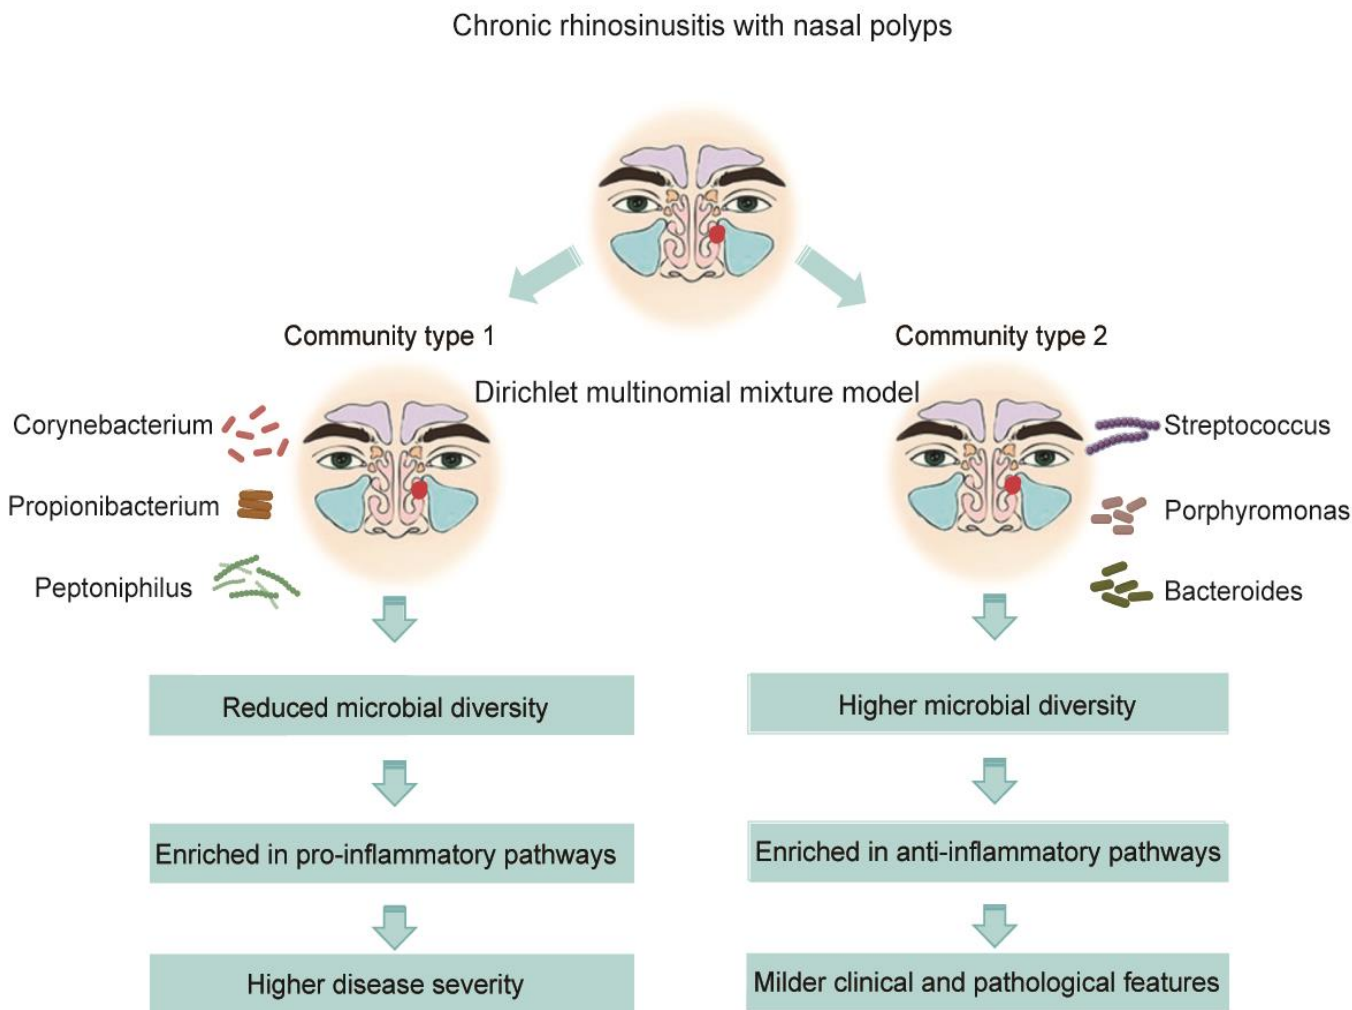 Chronic rhinosinusitis with nasal polyps
Community type 1
Community type 2
Dirichlet multinomial mixture model
Corynebacterium
Propionibacterium
Peptoniphilus
Streptococcus
Porphyromonas
Bacteroides
Reduced microbial diversity
Higher microbial diversity
Enriched in pro-inflammatory pathways
Enriched in anti-inflammatory pathways
Higher disease severity
Milder clinical and pathological features